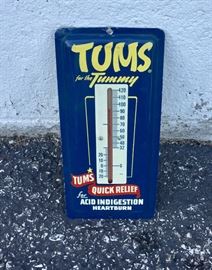 TUMS
for the Tummy
120
110
100
90
80
70
60
50
40
32
0
10
20
TUMS
QUICK RELIEF
for
ACID INDIGESTION
HEARTBURN